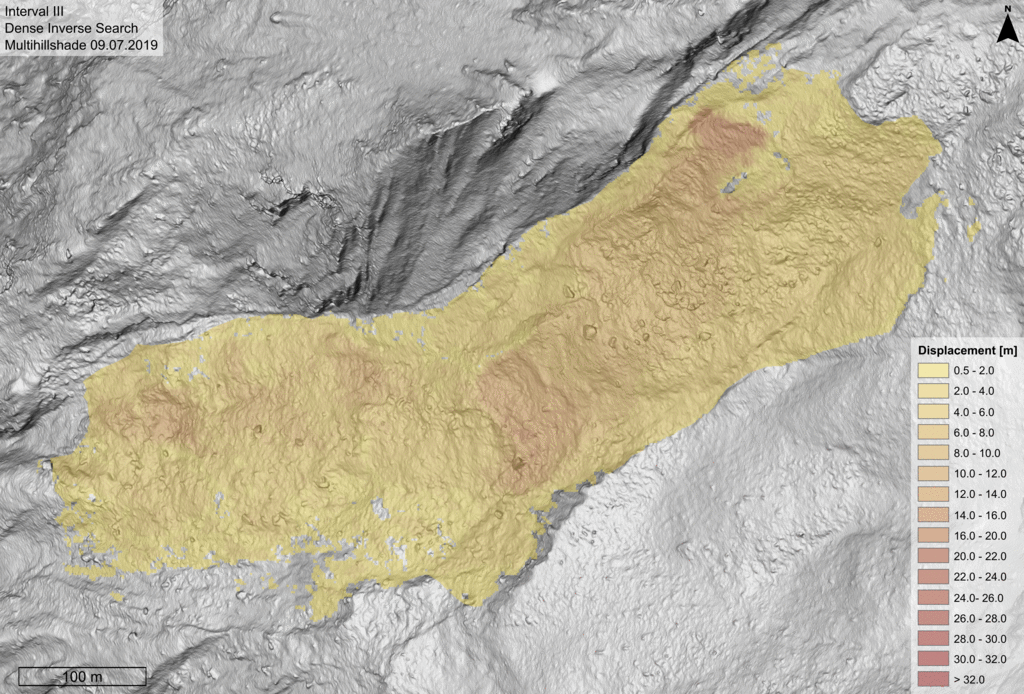 Interval III
Dense Inverse Search
Multihillshade 09.07.2019
N
Displacement [m]
0.5 - 2.0
2.0 - 4.0
4.0 - 6.0
6.0 - 8.0
8.0 - 10.0
10.0 - 12.0
12.0 - 14.0
14.0 - 16.0
16.0 - 20.0
20.0 - 22.0
22.0 - 24.0
24.0- 26.0
26.0 - 28.0
28.0 - 30.0
30.0 - 32.0
> 32.0
100 m